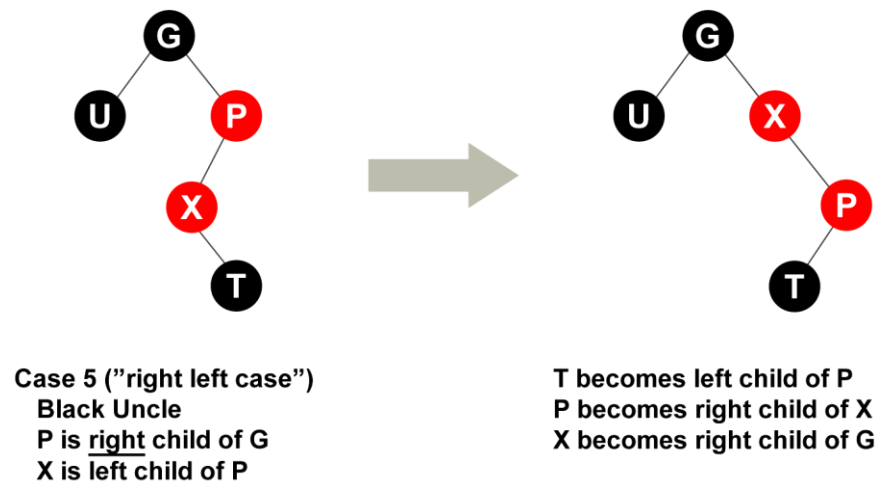 G
U
P
X
T
G
U
X
P
T
Case 5 (”right left case”)
Black Uncle
P is right child of G
X is left child of P
T becomes left child of P
P becomes right child of X
X becomes right child of G